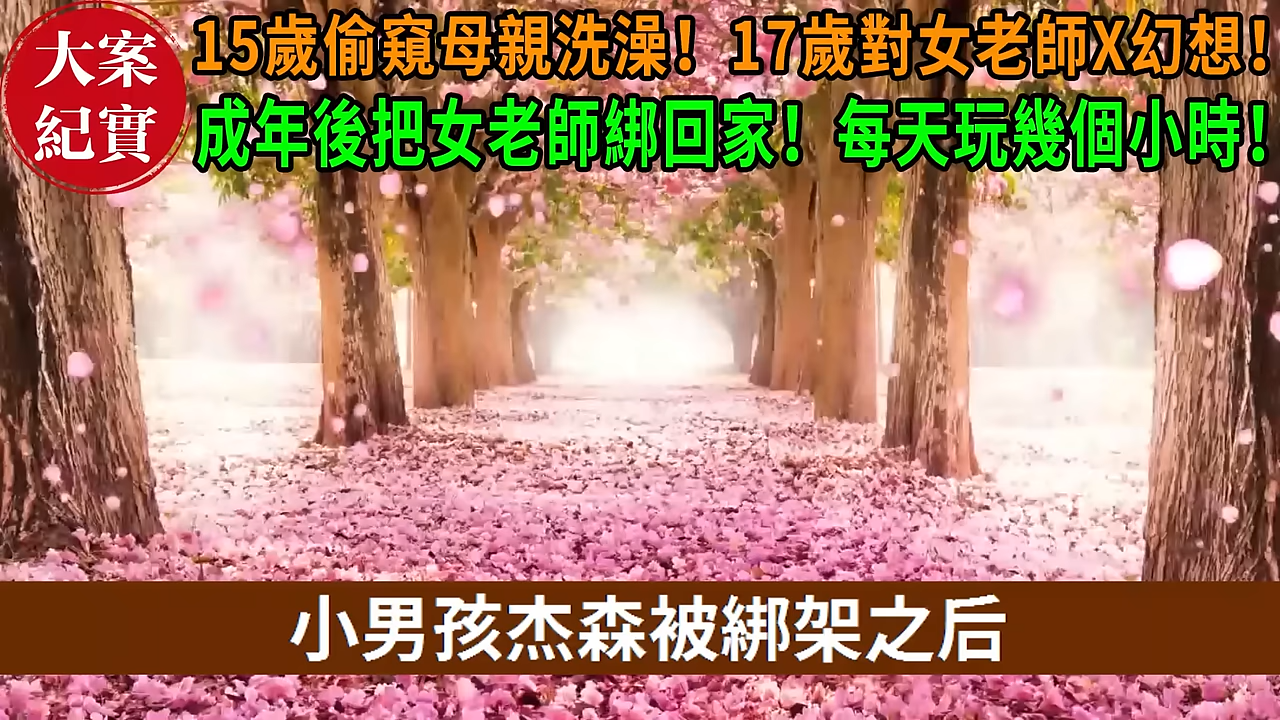 大案
紀實
15歲偷窺母親洗澡！17歲對女老師X幻想！
成年後把女老師綁回家！每天玩幾個小時！
小男孩杰森被綁架之后